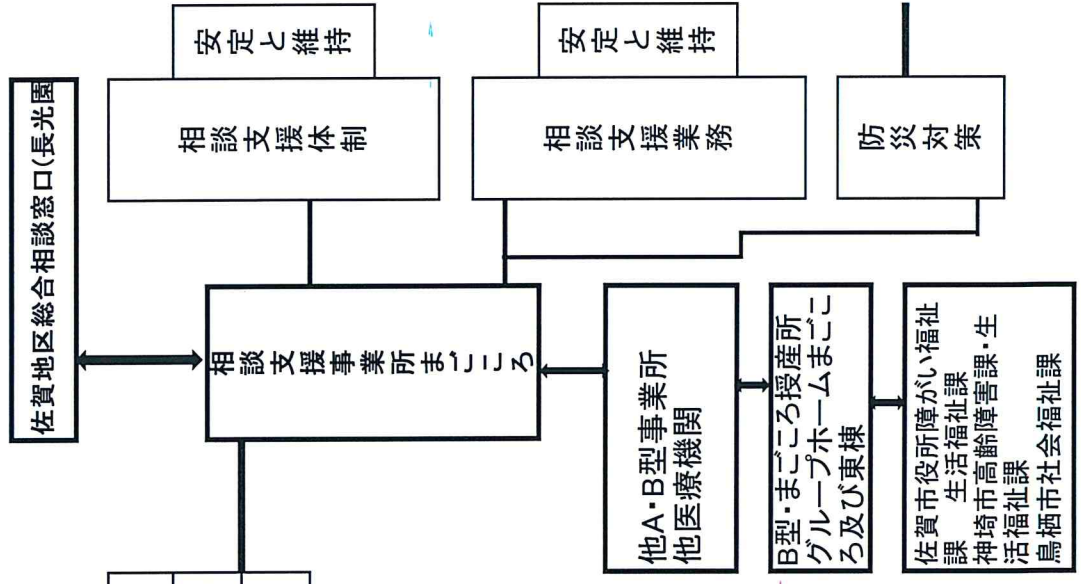 佐賀地区総合相談窓口(長光園
安定と維持
相談支援体制
安定と維持
相談支援業務
防災対策
相談支援事業所まごころ
他A・B型事業所
他医療機関
B型・まごころ授産所
グループホームまごここ
ろ及び東棟
佐賀市役所障がい福祉
課　生活福祉課
神埼市高齢障害課・生
活福祉課
鳥栖市社会福祉課